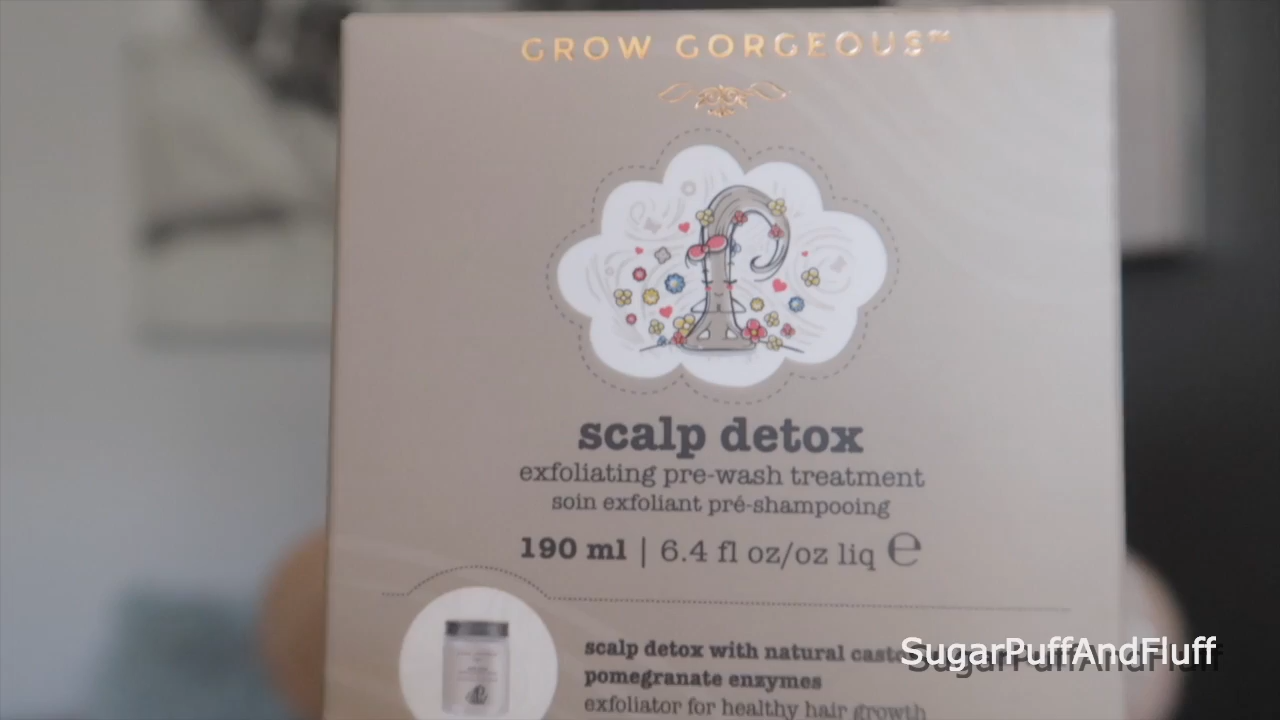 GROW GORGEOUS™
scalp detox
exfoliating pre-wash treatment
soin exfoliant pré-shampooing
190 ml | 6.4 fl oz/oz liq ℮
scalp detox with natural
pomegranate enzymes
exfoliator for healthy hair growth
SugarPuffAndFluff